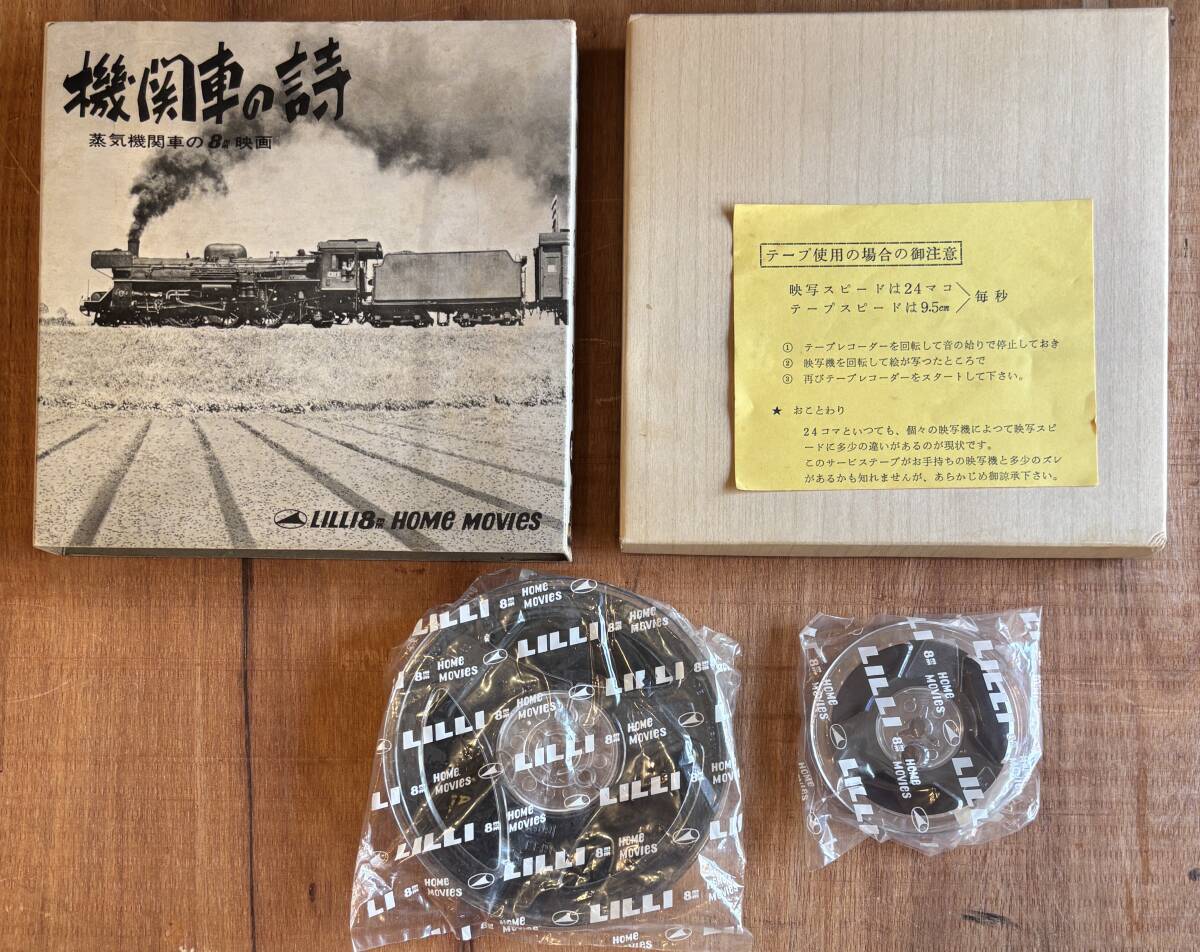 機関車の詩
蒸気機関車の8㎜映画
LILLI 8㎜ HOME MOVIES
テープ使用の場合の御注意
映写スピードは24マコ
テープスピードは9.5cm
毎秒
① テープレコーダーを回転して音の始りで停止しておき
② 映写機を回転して絵が写つたところで
③ 再びテープレコーダーをスタートして下さい。
★ おことわり
24コマといつても、個々の映写機によつて映写スピ
ードに多少の違いがあるのが現状です。
このサービステープがお手持ちの映写機と多少のズレ
があるかも知れませんが、あらかじめ御諒承下さい。
LILLI 8㎜ HOME MOVIES
LILLI 8㎜ HOME MOVIES